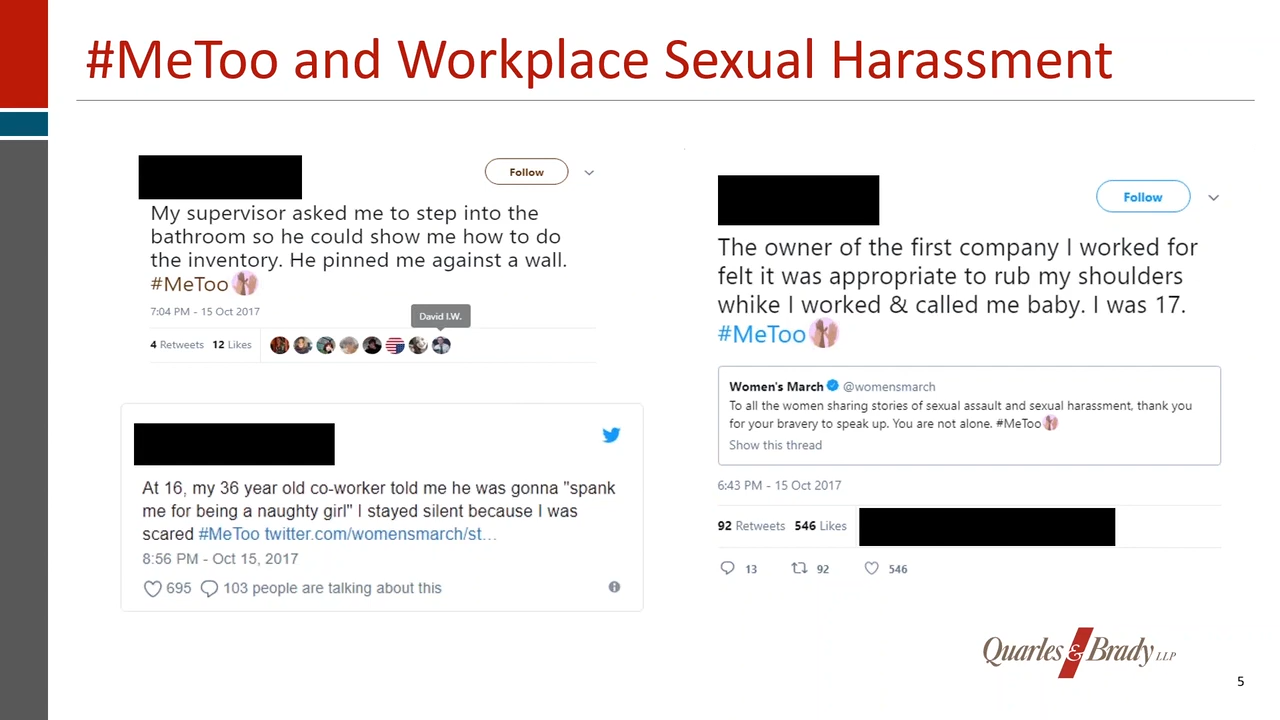 #MeToo and Workplace Sexual Harassment
Follow
My supervisor asked me to step into the
bathroom so he could show me how to do
the inventory. He pinned me against a wall.
#MeToo
7:04 PM - 15 Oct 2017
David I.W.
4 Retweets 12 Likes
At 16, my 36 year old co-worker told me he was gonna "spank
me for being a naughty girl" I stayed silent because I was
scared #MeToo twitter.com/womensmarch/st...
8:56 PM - Oct 15, 2017
695 103 people are talking about this
Follow
The owner of the first company I worked for
felt it was appropriate to rub my shoulders
whike I worked & called me baby. I was 17.
#MeToo
Women's March @womensmarch
To all the women sharing stories of sexual assault and sexual harassment, thank you
for your bravery to speak up. You are not alone. #MeToo
Show this thread
6:43 PM - 15 Oct 2017
92 Retweets 546 Likes
13 92 546
Quarles & Brady LLP
5